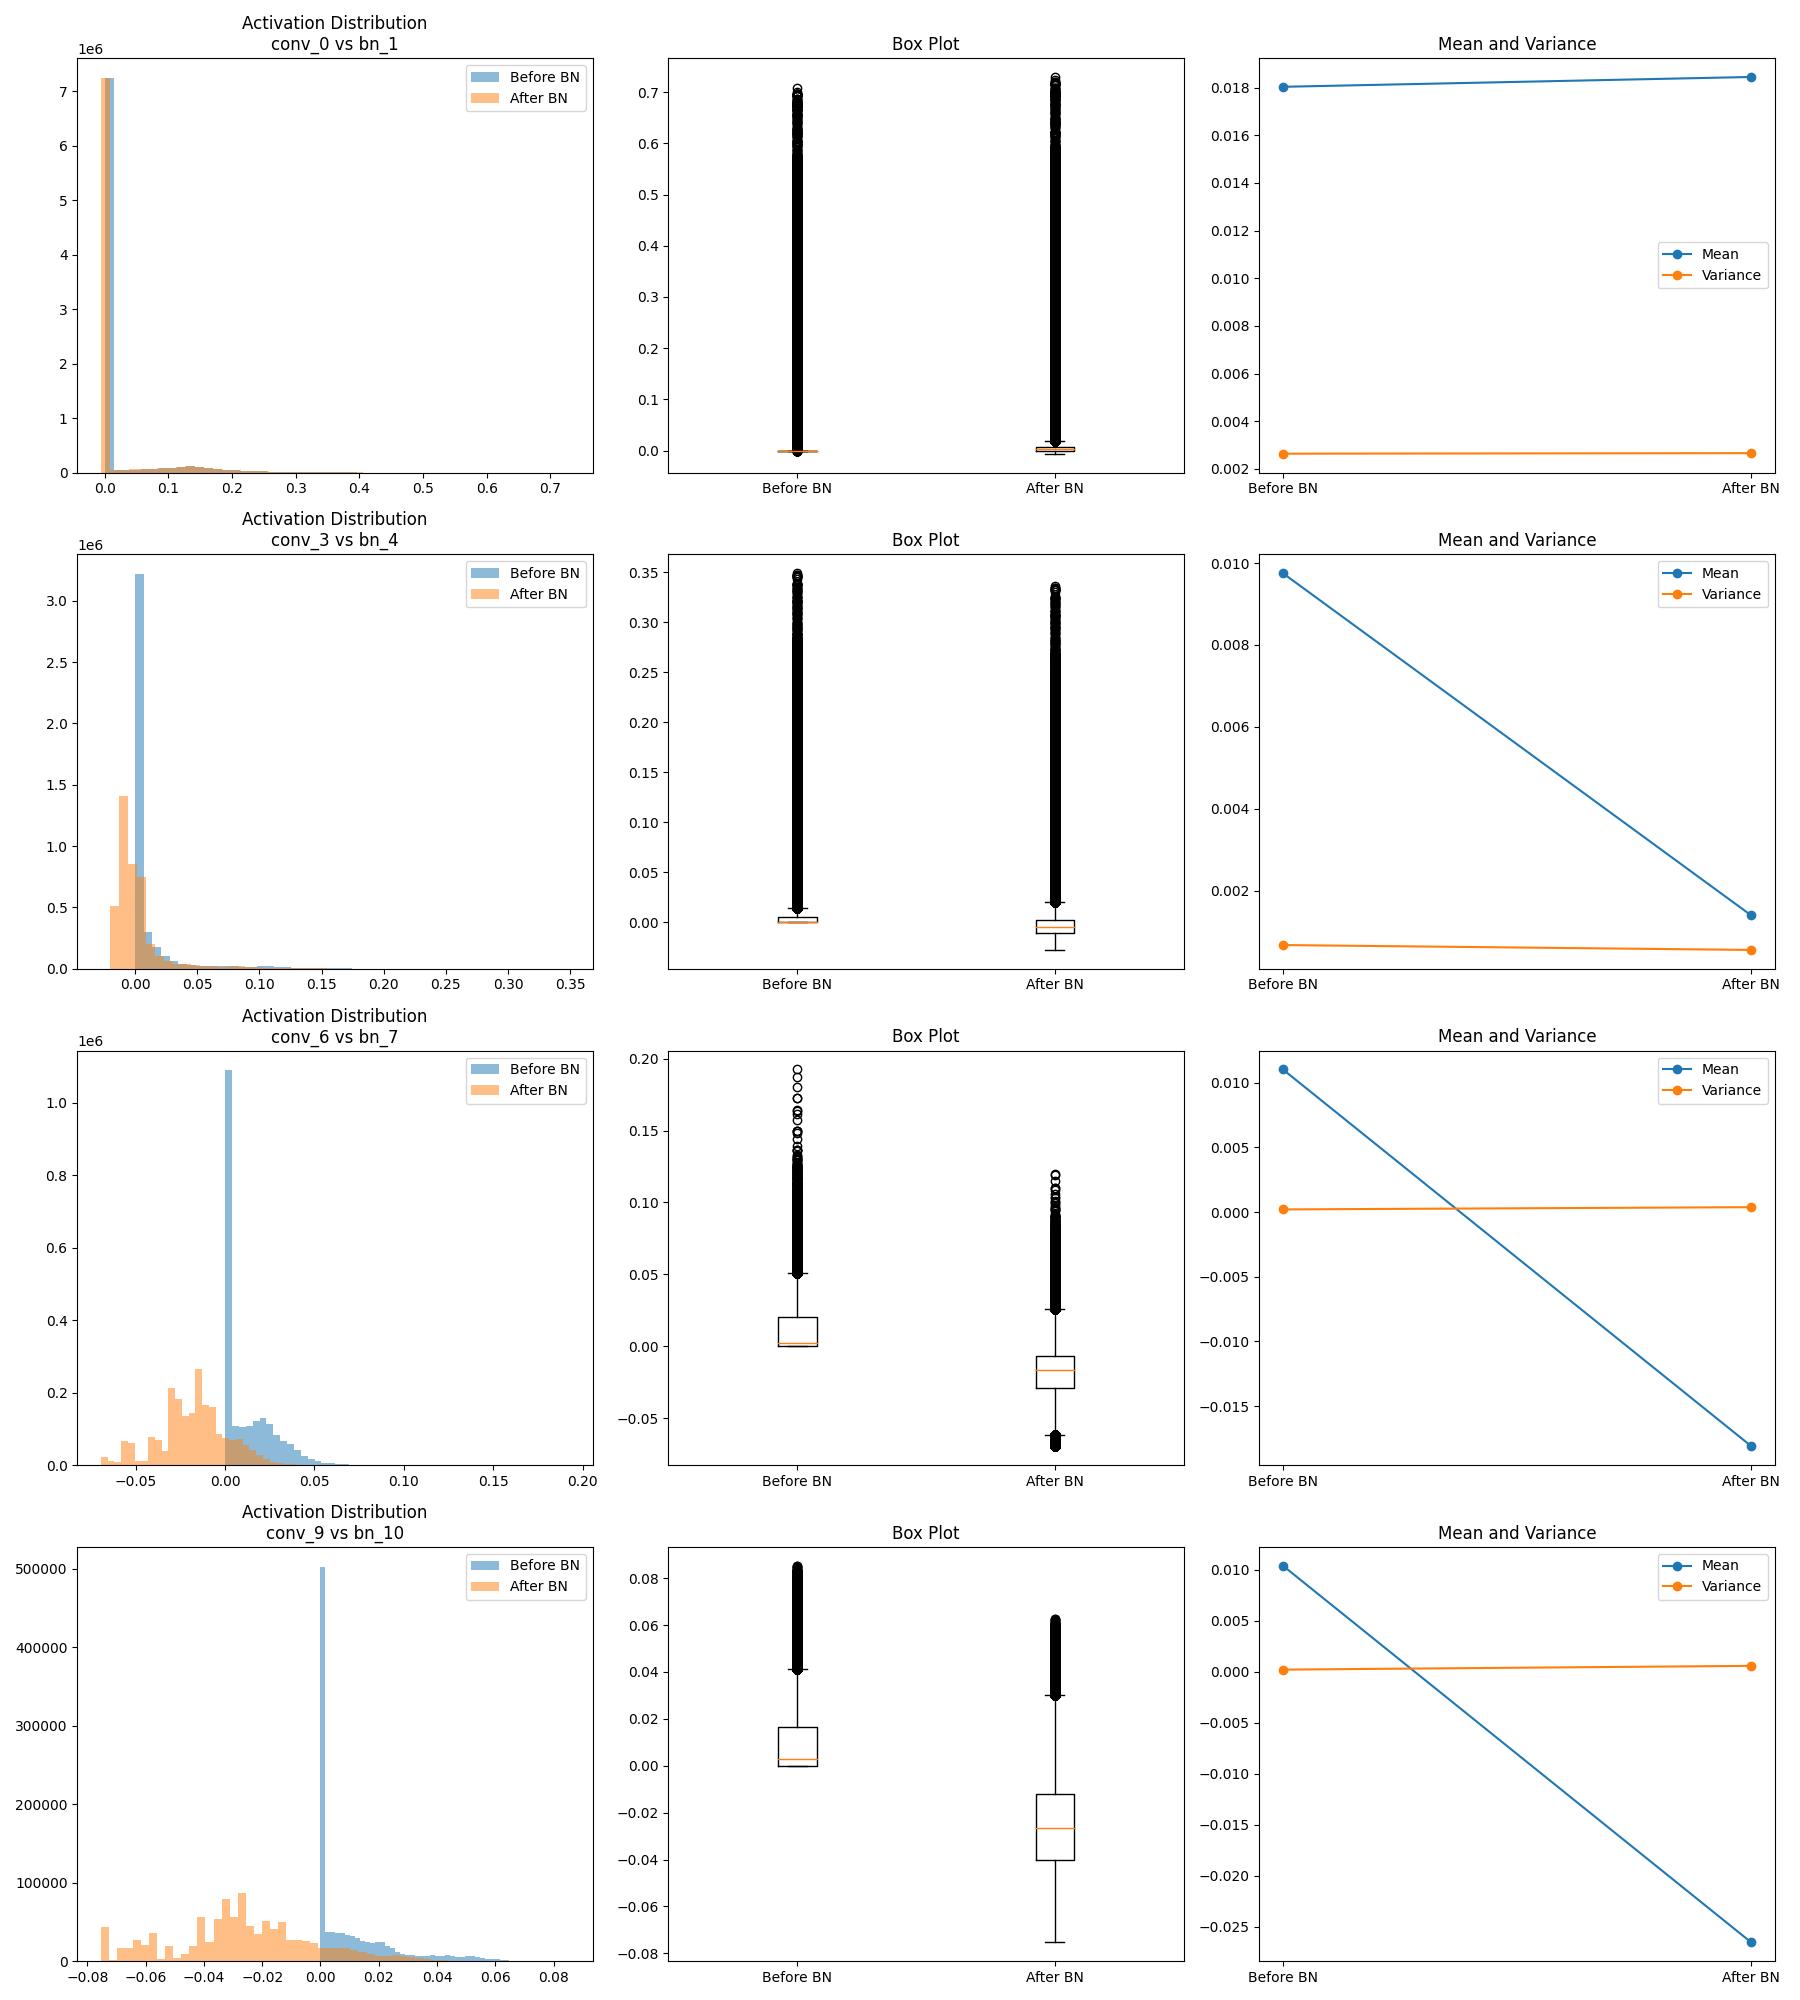 Activation Distribution
conv_0 vs bn_1
1e6
Before BN
After BN
7
6
5
4
3
2
1
0
0.0 0.1 0.2 0.3 0.4 0.5 0.6 0.7
Box Plot
0.7
0.6
0.5
0.4
0.3
0.2
0.1
0.0
Before BN After BN
Mean and Variance
0.018
0.016
0.014
0.012
0.010
0.008
0.006
0.004
0.002
Mean
Variance
Before BN After BN
Activation Distribution
conv_3 vs bn_4
1e6
Before BN
After BN
3.0
2.5
2.0
1.5
1.0
0.5
0.0
0.00 0.05 0.10 0.15 0.20 0.25 0.30 0.35
Box Plot
0.35
0.30
0.25
0.20
0.15
0.10
0.05
0.00
Before BN After BN
Mean and Variance
0.010
0.008
0.006
0.004
0.002
Mean
Variance
Before BN After BN
Activation Distribution
conv_6 vs bn_7
1e6
Before BN
After BN
1.0
0.8
0.6
0.4
0.2
0.0
−0.05 0.00 0.05 0.10 0.15 0.20
Box Plot
0.20
0.15
0.10
0.05
0.00
−0.05
Before BN After BN
Mean and Variance
0.010
0.005
0.000
−0.005
−0.010
−0.015
Mean
Variance
Before BN After BN
Activation Distribution
conv_9 vs bn_10
Before BN
After BN
500000
400000
300000
200000
100000
0
−0.08 −0.06 −0.04 −0.02 0.00 0.02 0.04 0.06 0.08
Box Plot
0.08
0.06
0.04
0.02
0.00
−0.02
−0.04
−0.06
−0.08
Before BN After BN
Mean and Variance
0.010
0.005
0.000
−0.005
−0.010
−0.015
−0.020
−0.025
Mean
Variance
Before BN After BN